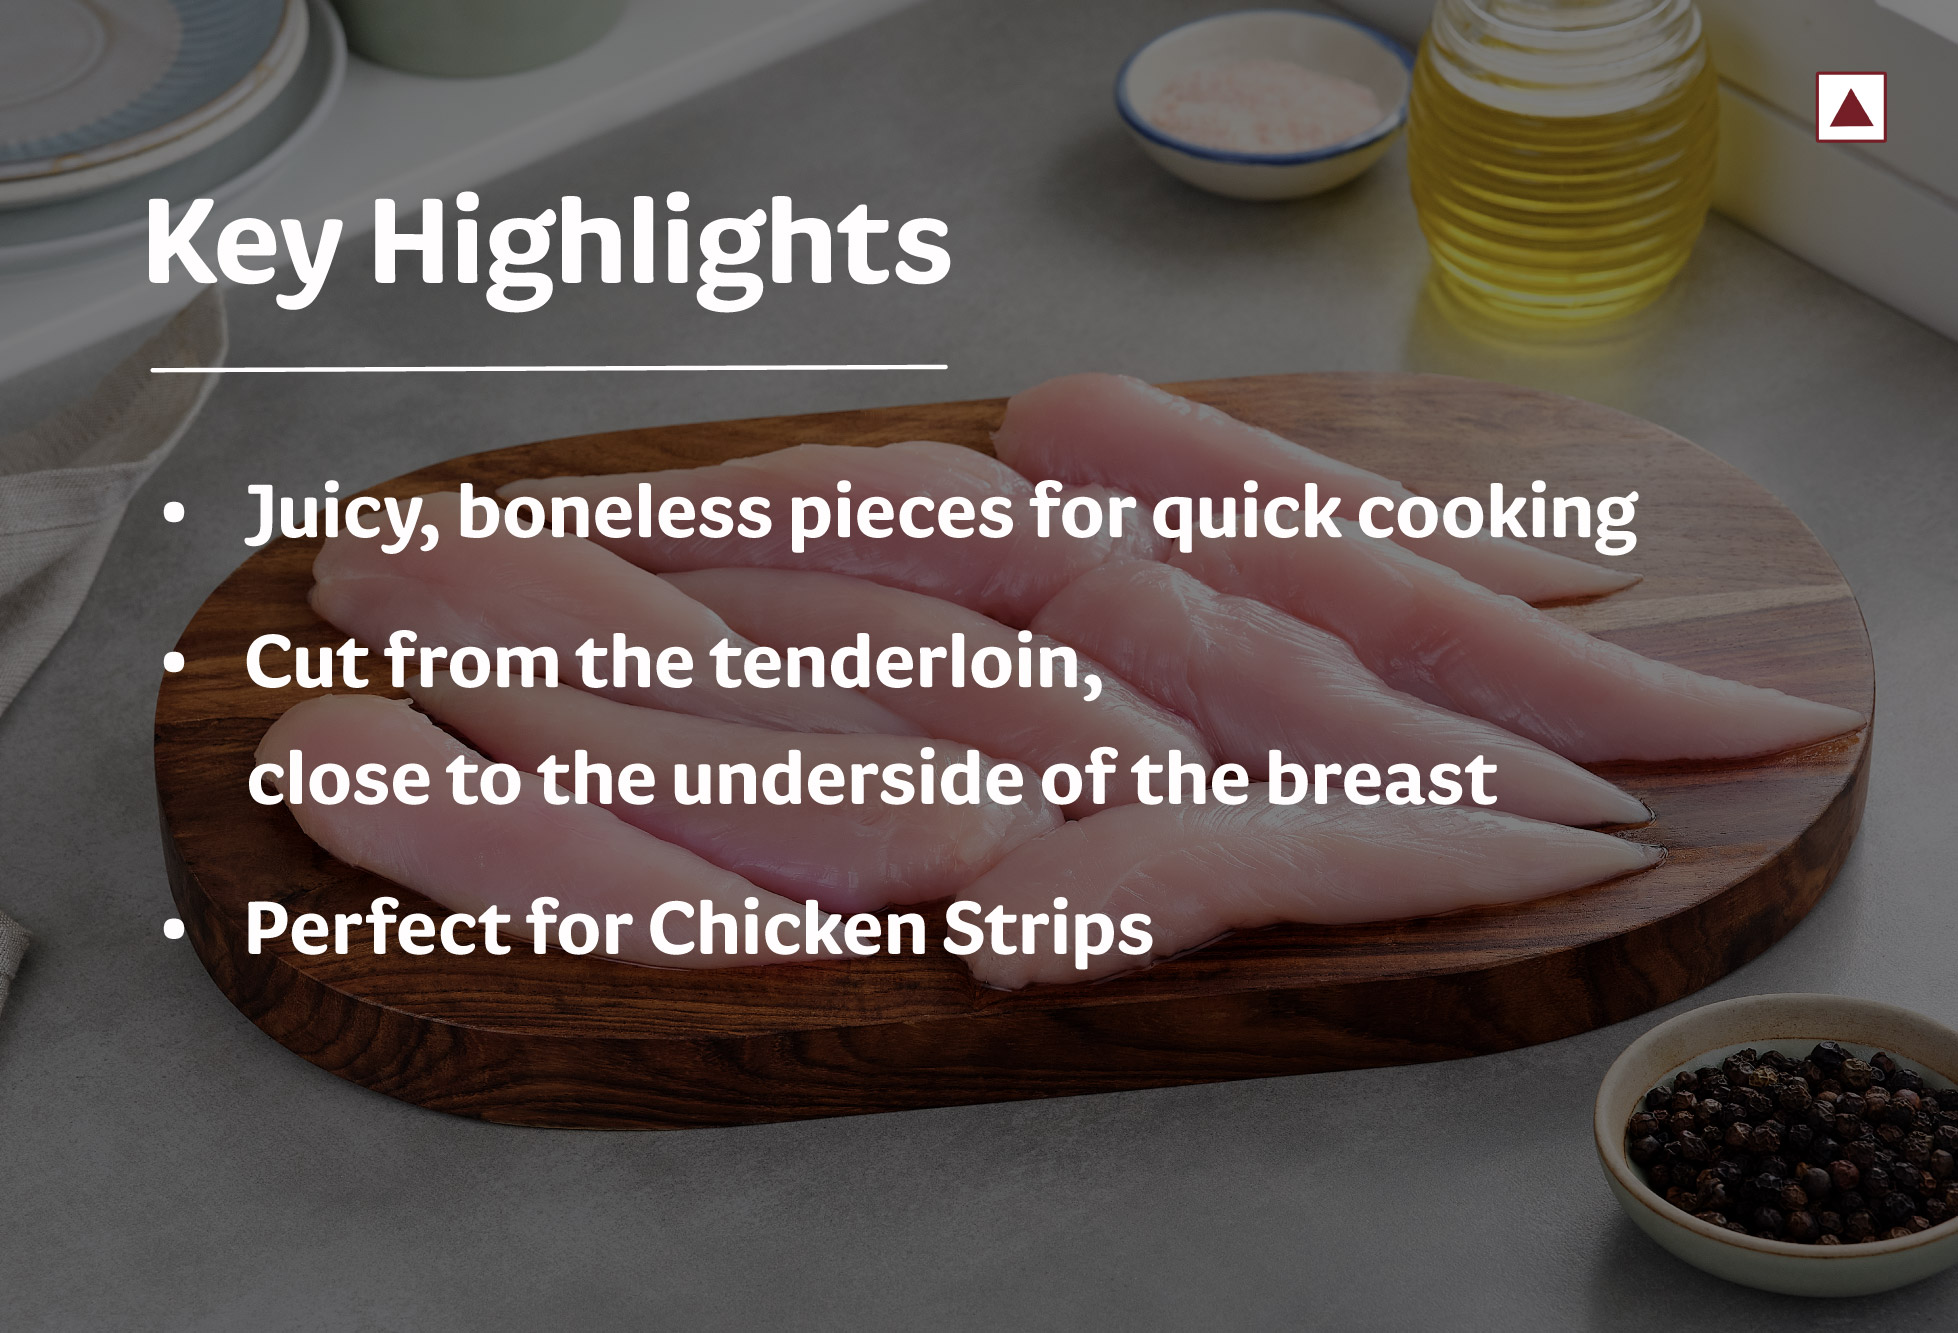 Key Highlights
• Juicy, boneless pieces for quick cooking
• Cut from the tenderloin,
close to the underside of the breast
• Perfect for Chicken Strips